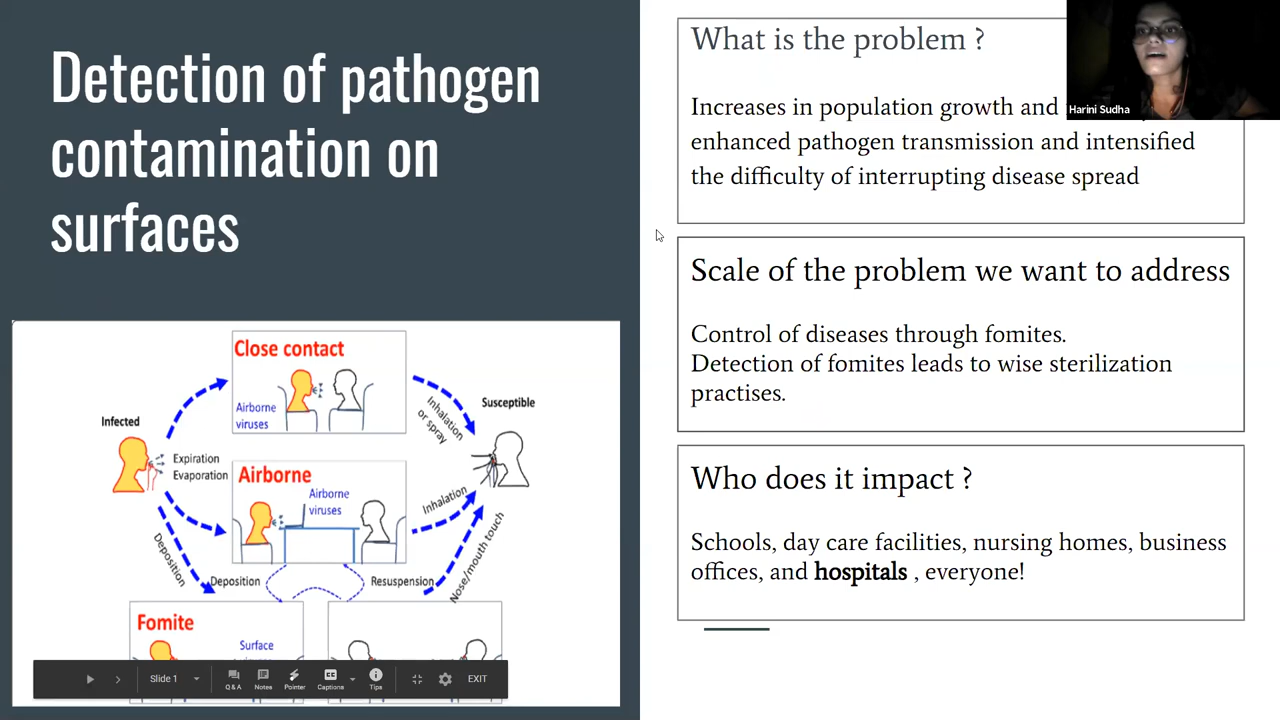 Detection of pathogen
contamination on
surfaces
Close contact
Airborne
viruses
Inhalation
or spray
Infected
Susceptible
Expiration
Evaporation
Airborne
Airborne
viruses
Inhalation
Deposition
Deposition
Resuspension
Nose/mouth touch
Fomite
Surface
Slide 1
Q & A
Notes
Pointer
Captions
Tips
EXIT
What is the problem ?
Increases in population growth and
enhanced pathogen transmission and intensified
the difficulty of interrupting disease spread
Harini Sudha
Scale of the problem we want to address
Control of diseases through fomites.
Detection of fomites leads to wise sterilization
practises.
Who does it impact ?
Schools, day care facilities, nursing homes, business
offices, and hospitals , everyone!